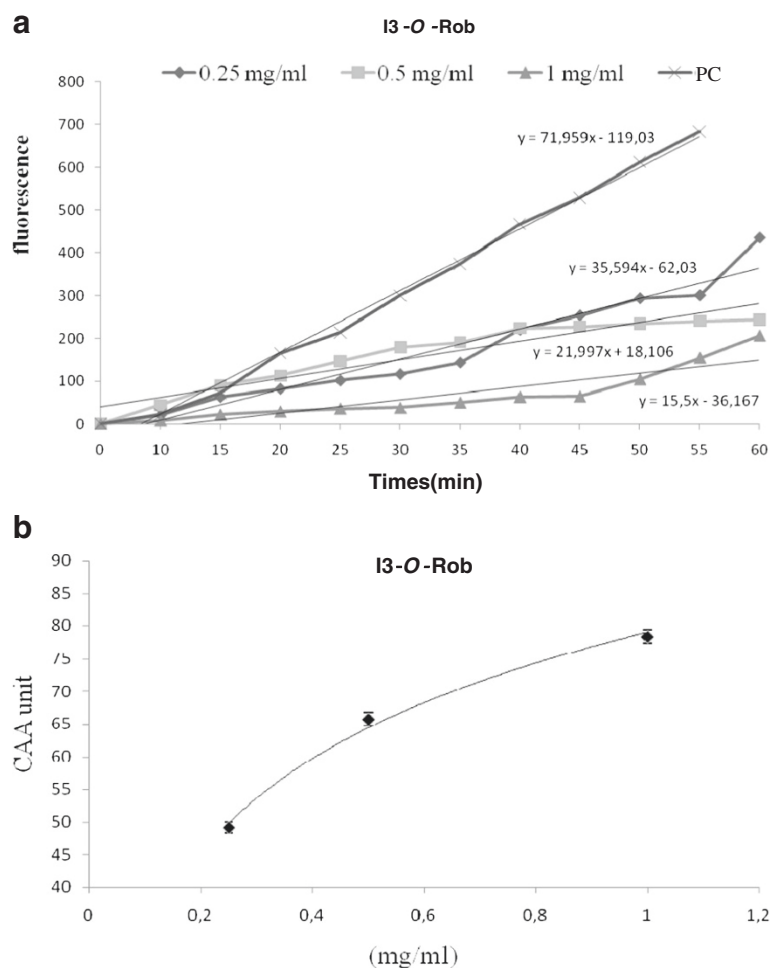 a
I3-O-Rob
0.25 mg/ml 0.5 mg/ml 1 mg/ml PC
800
700
600
500
400
300
200
100
0
fluorescence
y = 71,959x - 119,03
y = 35,594x - 62,03
y = 21,997x + 18,106
y = 15,5x - 36,167
0 10 15 20 25 30 35 40 45 50 55 60
Times(min)
b
I3-O-Rob
90
85
80
75
70
65
60
55
50
45
40
CAA unit
0 0,2 0,4 0,6 0,8 1 1,2
(mg/ml)